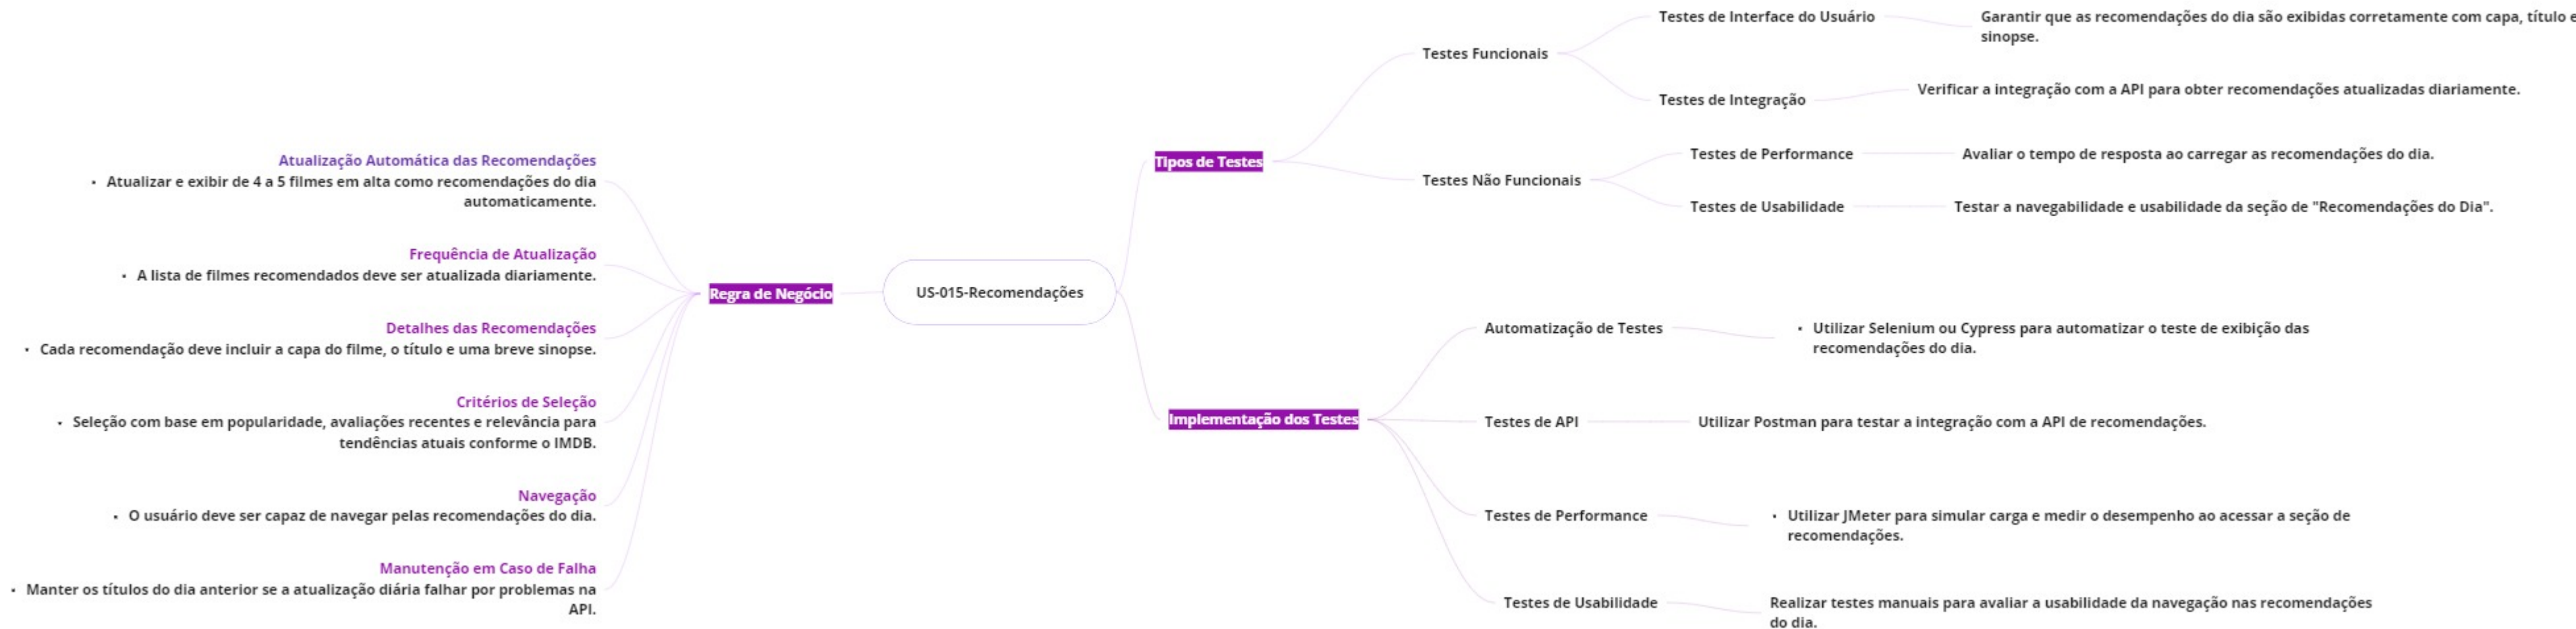 US-015-Recomendações
Regra de Negócio
Atualização Automática das Recomendações
• Atualizar e exibir de 4 a 5 filmes em alta como recomendações do dia
automaticamente.
Frequência de Atualização
• A lista de filmes recomendados deve ser atualizada diariamente.
Detalhes das Recomendações
• Cada recomendação deve incluir a capa do filme, o título e uma breve sinopse.
Critérios de Seleção
• Seleção com base em popularidade, avaliações recentes e relevância para
tendências atuais conforme o IMDB.
Navegação
• O usuário deve ser capaz de navegar pelas recomendações do dia.
Manutenção em Caso de Falha
• Manter os títulos do dia anterior se a atualização diária falhar por problemas na
API.
Tipos de Testes
Testes Funcionais
Testes de Interface do Usuário
Garantir que as recomendações do dia são exibidas corretamente com capa, título e
sinopse.
Testes de Integração
Verificar a integração com a API para obter recomendações atualizadas diariamente.
Testes Não Funcionais
Testes de Performance
Avaliar o tempo de resposta ao carregar as recomendações do dia.
Testes de Usabilidade
Testar a navegabilidade e usabilidade da seção de "Recomendações do Dia".
Implementação dos Testes
Automatização de Testes
• Utilizar Selenium ou Cypress para automatizar o teste de exibição das
recomendações do dia.
Testes de API
Utilizar Postman para testar a integração com a API de recomendações.
Testes de Performance
• Utilizar JMeter para simular carga e medir o desempenho ao acessar a seção de
recomendações.
Testes de Usabilidade
Realizar testes manuais para avaliar a usabilidade da navegação nas recomendações
do dia.